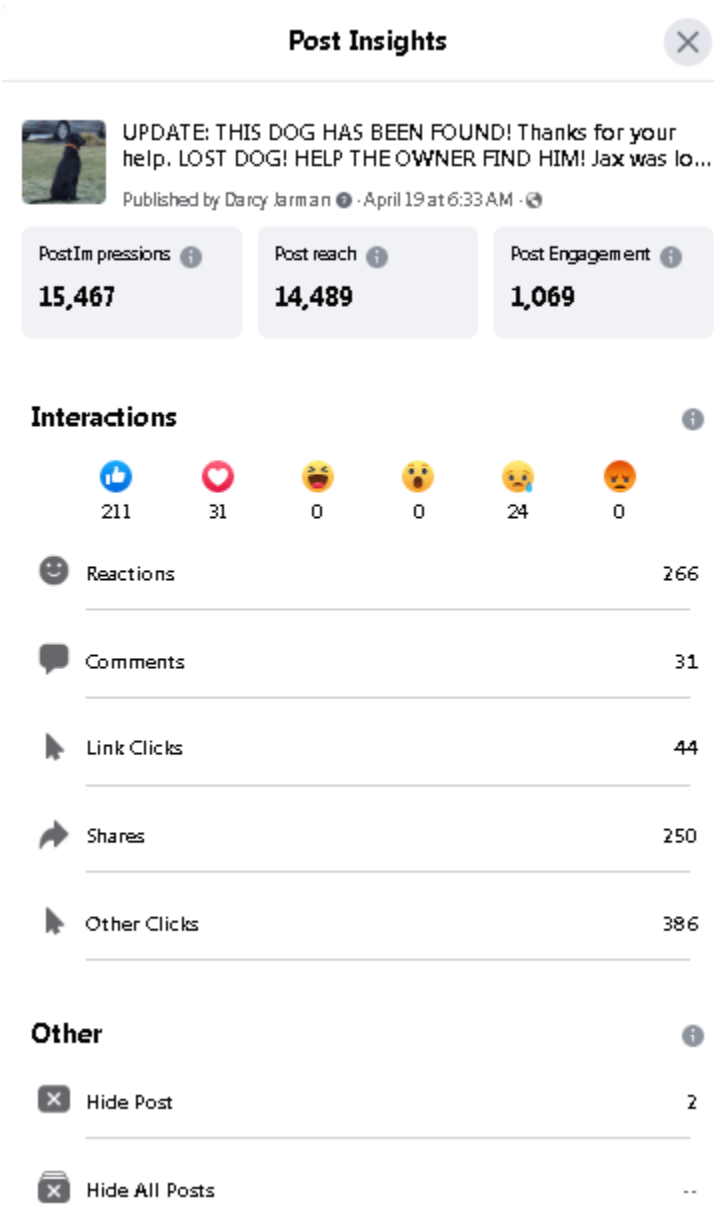 Post Insights
UPDATE: THIS DOG HAS BEEN FOUND! Thanks for your
help. LOST DOG! HELP THE OWNER FIND HIM! Jax was lo...
Published by Darcy Jarman · April 19 at 6:33 AM ·
Post Impressions
Post reach
Post Engagement
15,467
14,489
1,069
Interactions
211
31
0
0
24
0
Reactions 266
Comments 31
Link Clicks 44
Shares 250
Other Clicks 386
Other
Hide Post 2
Hide All Posts --